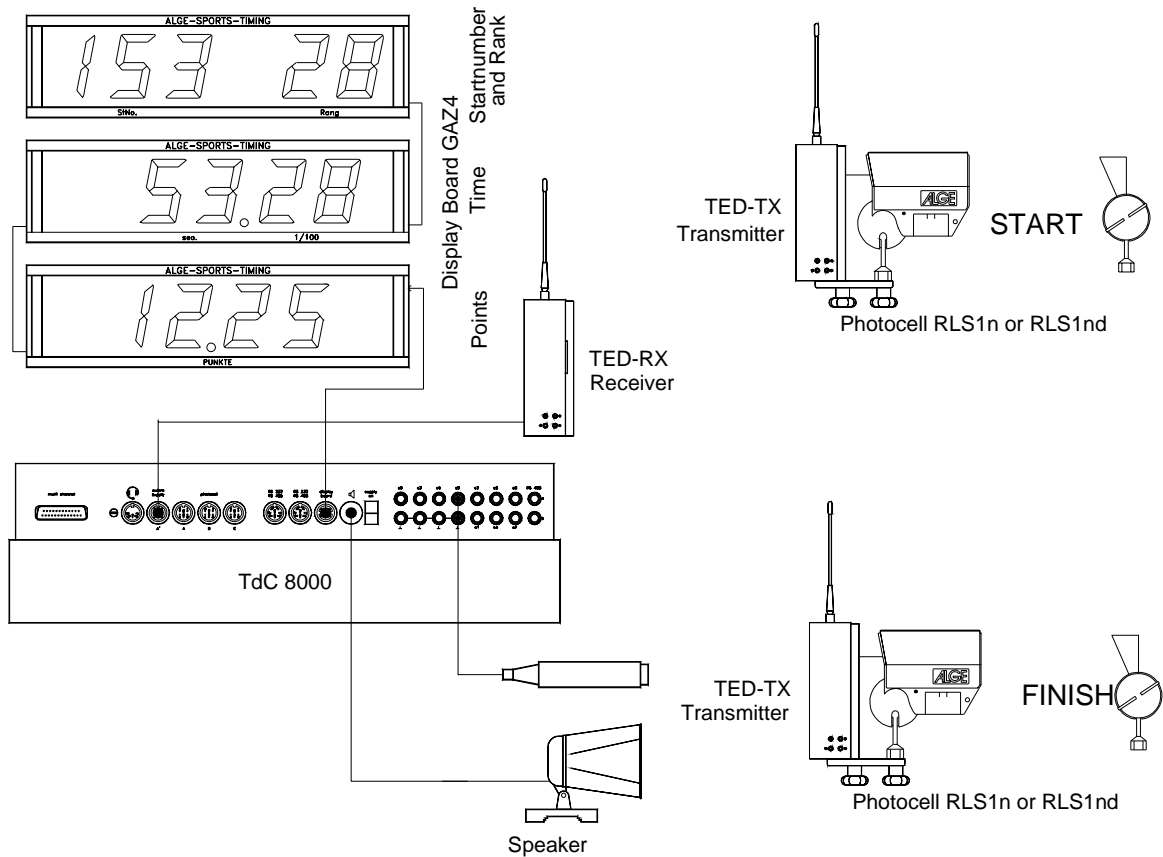 ALGE-SPORTS-TIMING
153 28
StNo. Rang
ALGE-SPORTS-TIMING
53.28
sec. 1/100
ALGE-SPORTS-TIMING
12.25
PUNKTE
Display Board GAZ4
Startnumber
and Rank
Time
Points
TED-RX
Receiver
TED-TX
Transmitter
ALGE
START
Photocell RLS1n or RLS1nd
TdC 8000
TED-TX
Transmitter
ALGE
FINISH
Photocell RLS1n or RLS1nd
Speaker